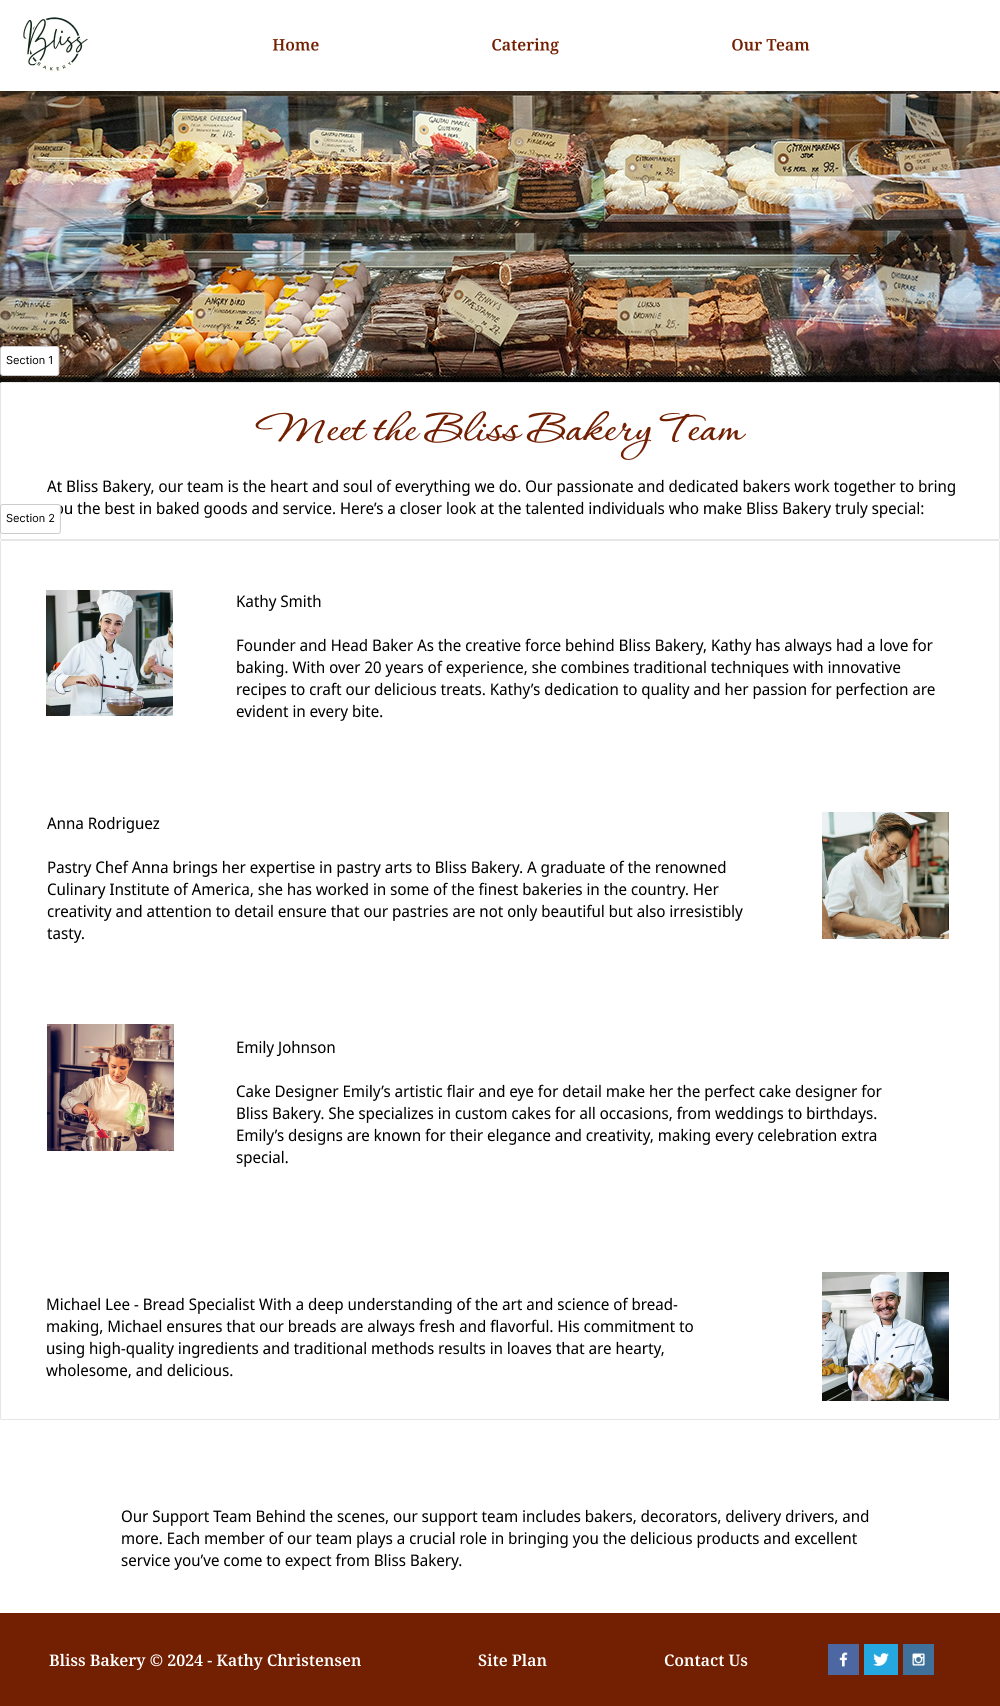 Bliss
BAKERY
Home
Catering
Our Team
CITRONMARENGS
ANGRY BIRD
35,-
LUKSUS
BROWNIE
25,-
Section 1
Meet the Bliss Bakery Team
At Bliss Bakery, our team is the heart and soul of everything we do. Our passionate and dedicated bakers work together to bring
you the best in baked goods and service. Here’s a closer look at the talented individuals who make Bliss Bakery truly special:
Section 2
Kathy Smith
Founder and Head Baker As the creative force behind Bliss Bakery, Kathy has always had a love for
baking. With over 20 years of experience, she combines traditional techniques with innovative
recipes to craft our delicious treats. Kathy’s dedication to quality and her passion for perfection are
evident in every bite.
Anna Rodriguez
Pastry Chef Anna brings her expertise in pastry arts to Bliss Bakery. A graduate of the renowned
Culinary Institute of America, she has worked in some of the finest bakeries in the country. Her
creativity and attention to detail ensure that our pastries are not only beautiful but also irresistibly
tasty.
Emily Johnson
Cake Designer Emily’s artistic flair and eye for detail make her the perfect cake designer for
Bliss Bakery. She specializes in custom cakes for all occasions, from weddings to birthdays.
Emily’s designs are known for their elegance and creativity, making every celebration extra
special.
Michael Lee - Bread Specialist With a deep understanding of the art and science of bread-
making, Michael ensures that our breads are always fresh and flavorful. His commitment to
using high-quality ingredients and traditional methods results in loaves that are hearty,
wholesome, and delicious.
Our Support Team Behind the scenes, our support team includes bakers, decorators, delivery drivers, and
more. Each member of our team plays a crucial role in bringing you the delicious products and excellent
service you’ve come to expect from Bliss Bakery.
Bliss Bakery © 2024 - Kathy Christensen
Site Plan
Contact Us